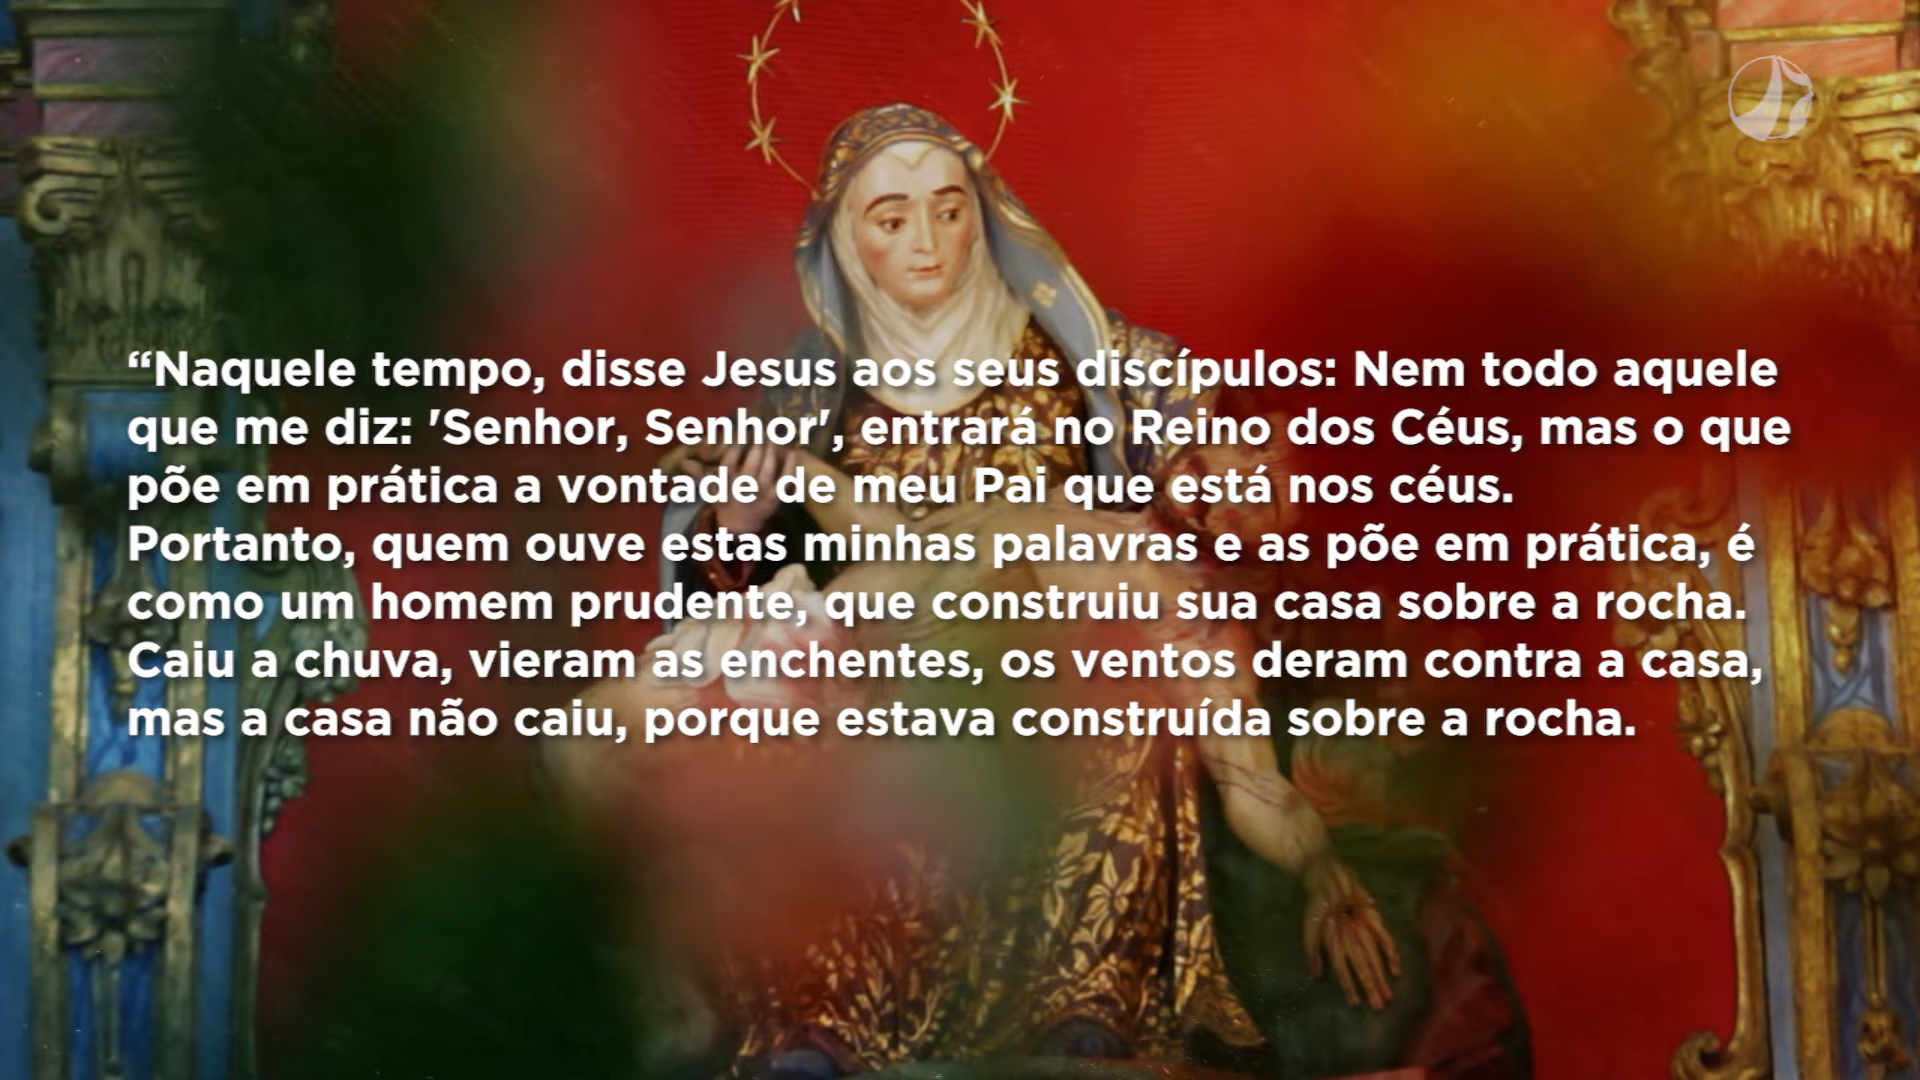 “Naquele tempo, disse Jesus aos seus discípulos: Nem todo aquele
que me diz: 'Senhor, Senhor', entrará no Reino dos Céus, mas o que
põe em prática a vontade de meu Pai que está nos céus.
Portanto, quem ouve estas minhas palavras e as põe em prática, é
como um homem prudente, que construiu sua casa sobre a rocha.
Caiu a chuva, vieram as enchentes, os ventos deram contra a casa,
mas a casa não caiu, porque estava construída sobre a rocha.